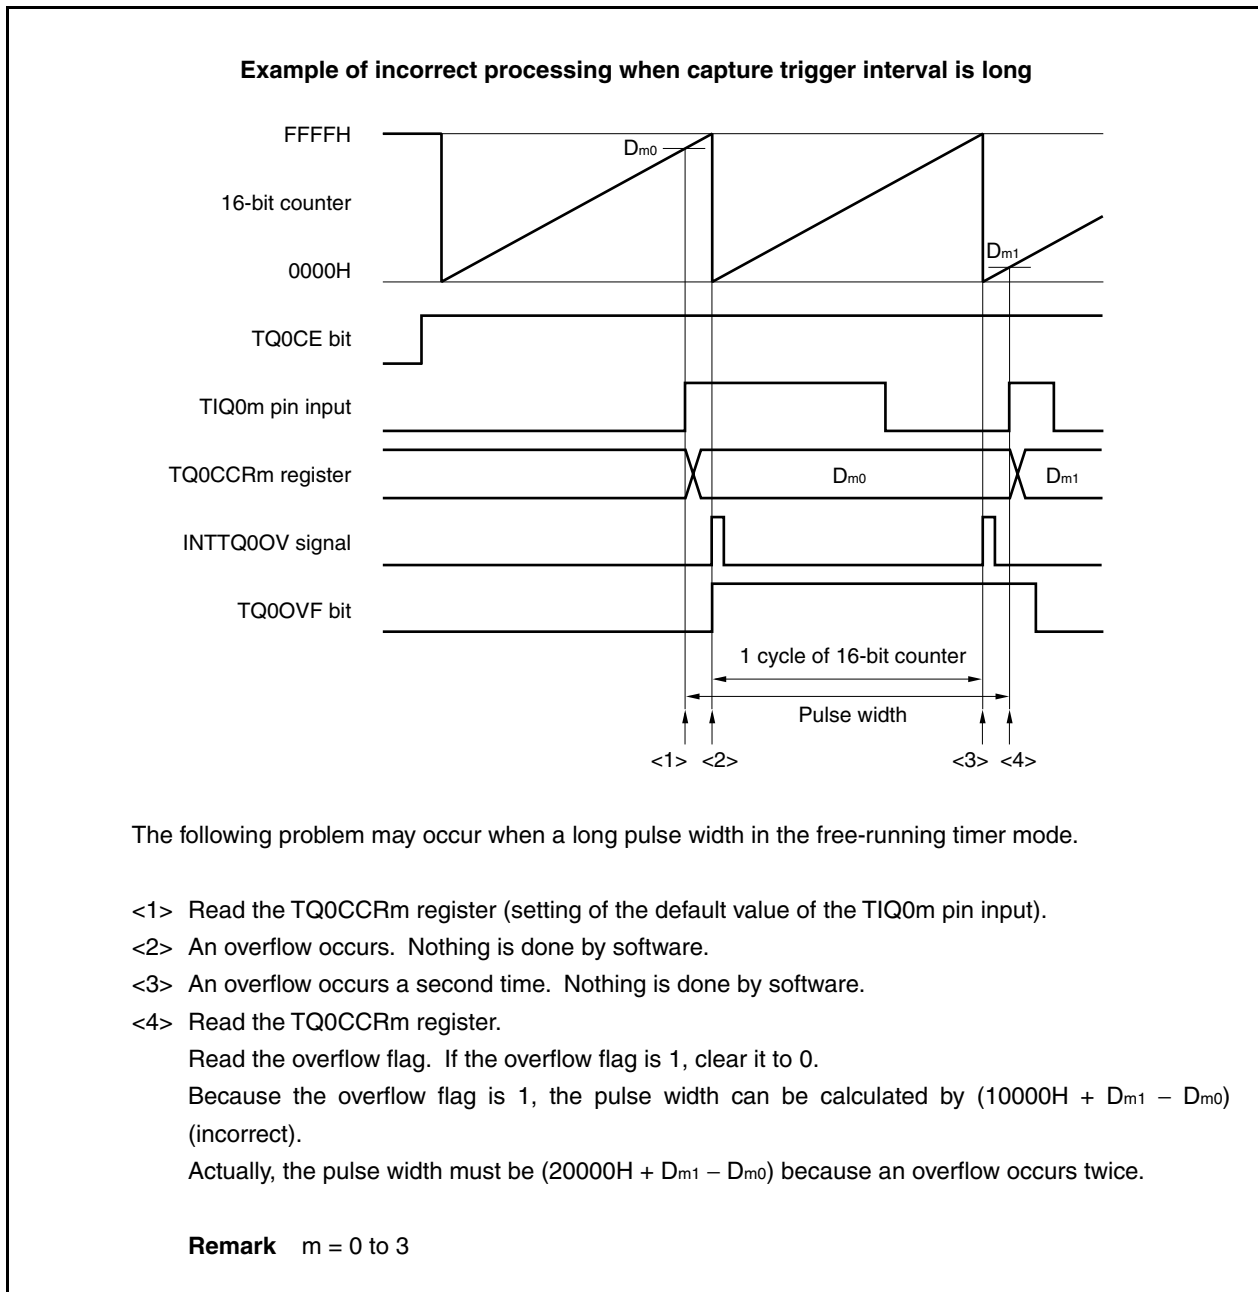 Example of incorrect processing when capture trigger interval is long
FFFFH
Dm0
16-bit counter
Dm1
0000H
TQ0CE bit
TIQ0m pin input
TQ0CCRm register
Dm0
Dm1
INTTQ0OV signal
TQ0OVF bit
1 cycle of 16-bit counter
Pulse width
<1> <2> <3> <4>
The following problem may occur when a long pulse width in the free-running timer mode.
<1> Read the TQ0CCRm register (setting of the default value of the TIQ0m pin input).
<2> An overflow occurs. Nothing is done by software.
<3> An overflow occurs a second time. Nothing is done by software.
<4> Read the TQ0CCRm register.
Read the overflow flag. If the overflow flag is 1, clear it to 0.
Because the overflow flag is 1, the pulse width can be calculated by (10000H + Dm1 − Dm0)
(incorrect).
Actually, the pulse width must be (20000H + Dm1 − Dm0) because an overflow occurs twice.
Remark m = 0 to 3